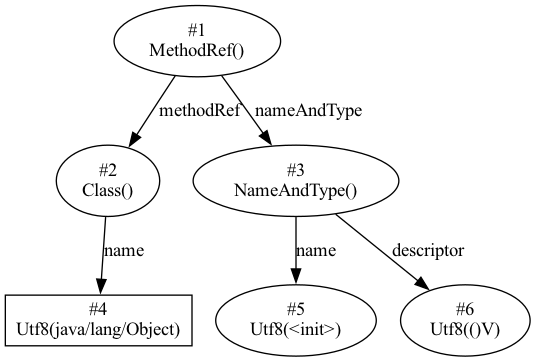 #1
MethodRef()
methodRef
nameAndType
#2
Class()
#3
NameAndType()
name
name
descriptor
#4
Utf8(java/lang/Object)
#5
Utf8(<init>)
#6
Utf8(()V)